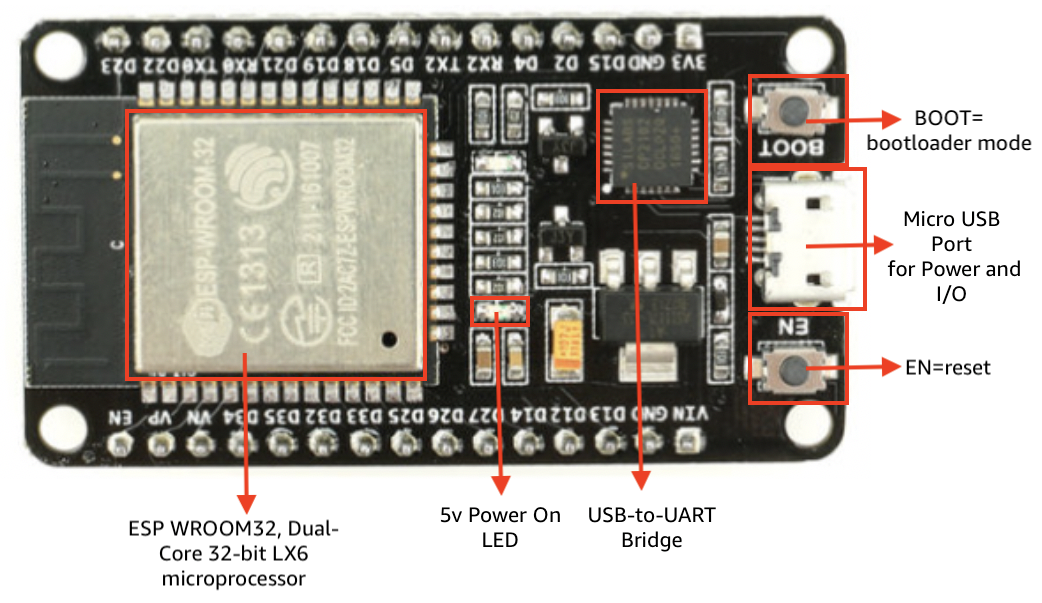 D23 D22 TX0 RX0 D21 D19 D18 D5 TX2 RX2 D4 D2 D15 GND 3V3
ESP-WROOM-32
CE1313
R 211-161007
FCC ID:2AC7Z-ESPWROOM32
SILABS
CP2102
BOOT
EN
EN VP VN D34 D35 D32 D33 D25 D26 D27 D14 D12 D13 GND VIN
BOOT=
bootloader mode
Micro USB
Port
for Power and
I/O
EN=reset
ESP WROOM32, Dual-
Core 32-bit LX6
microprocessor
5v Power On
LED
USB-to-UART
Bridge